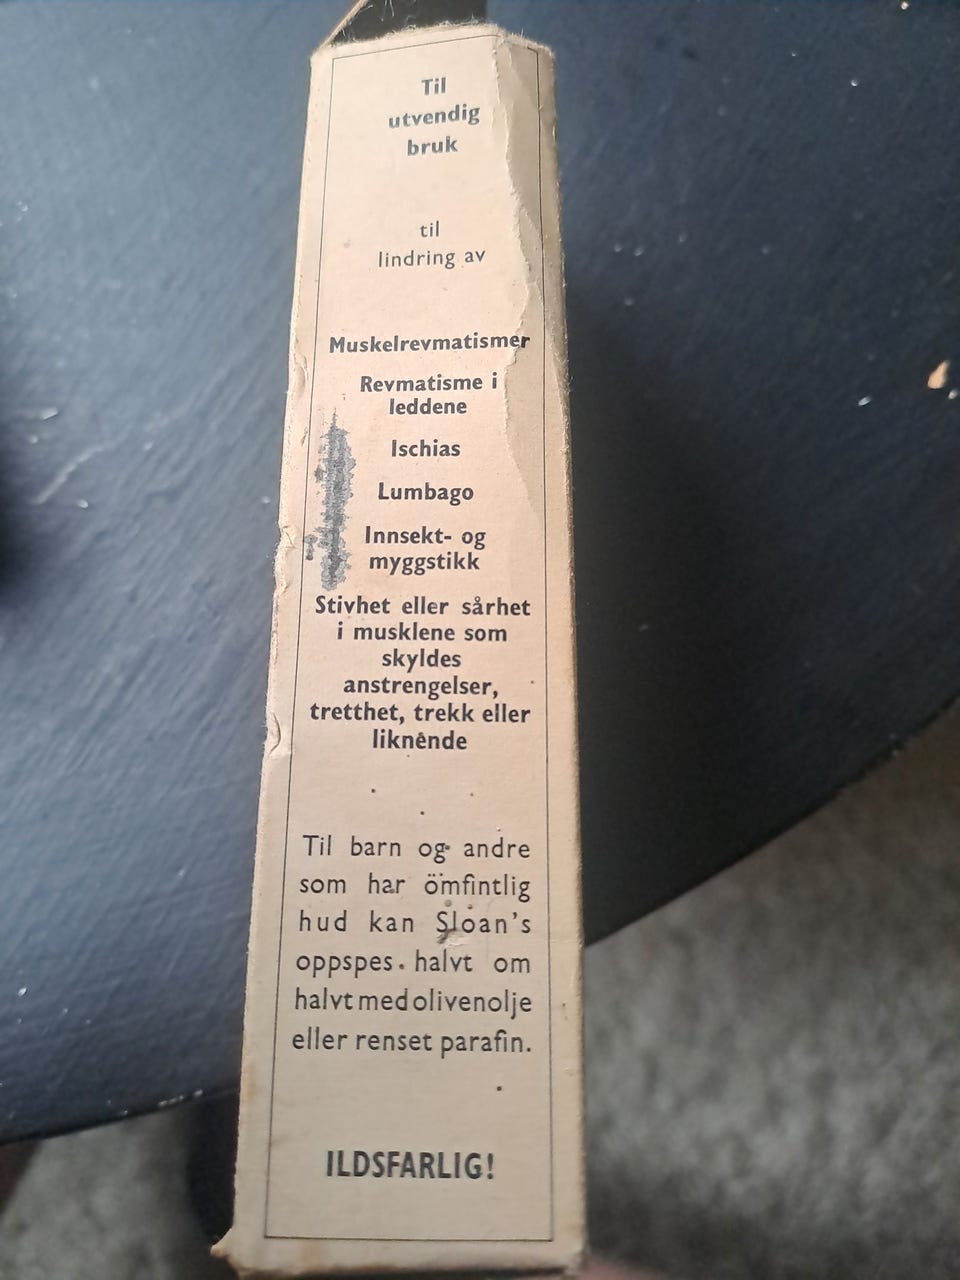 Til
utvendig
bruk
til
lindring av
Muskelrevmatismer
Revmatisme i
leddene
Ischias
Lumbago
Innsekt- og
myggstikk
Stivhet eller sårhet
i musklene som
skyldes
anstrengelser,
tretthet, trekk eller
liknende
Til barn og andre
som har ömfintlig
hud kan Sloan's
oppspes halvt om
halvt med olivenolje
eller renset parafin.
ILDSFARLIG!